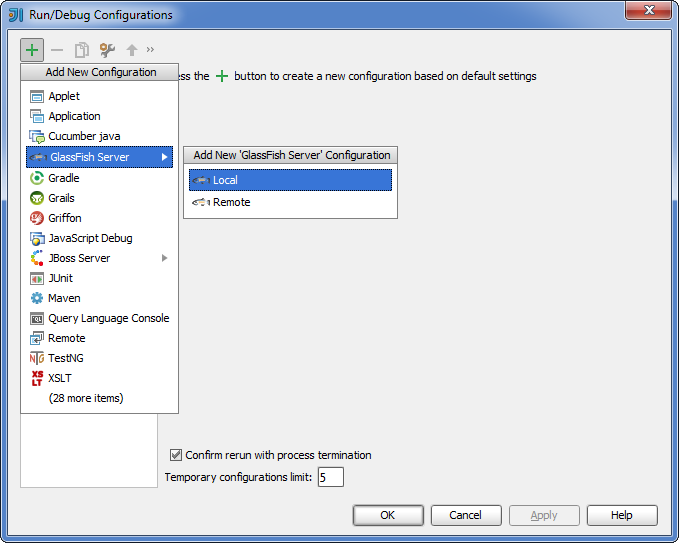 Run/Debug Configurations
Add New Configuration
ess the + button to create a new configuration based on default settings
Applet
Application
Cucumber java
GlassFish Server
Add New 'GlassFish Server' Configuration
Local
Remote
Gradle
Grails
Griffon
JavaScript Debug
JBoss Server
JUnit
Maven
Query Language Console
Remote
TestNG
XSLT
(28 more items)
Confirm rerun with process termination
Temporary configurations limit: 5
OK Cancel Apply Help